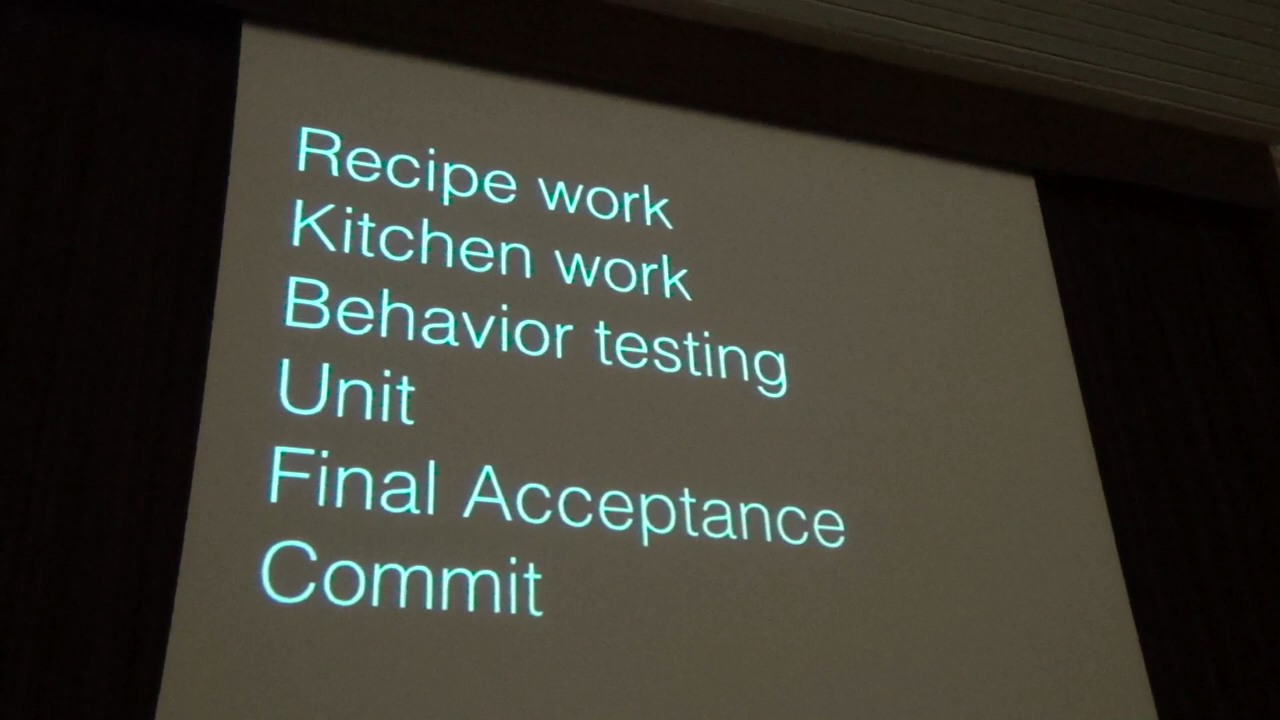 Recipe work
Kitchen work
Behavior testing
Unit
Final Acceptance
Commit